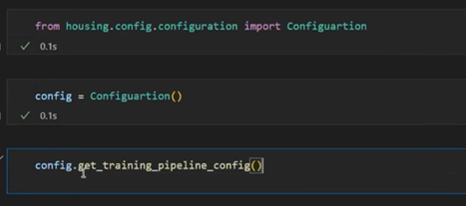 from housing.config.configuration import Configuartion
0.1s
config = Configuartion()
0.1s
config.get_training_pipeline_config()